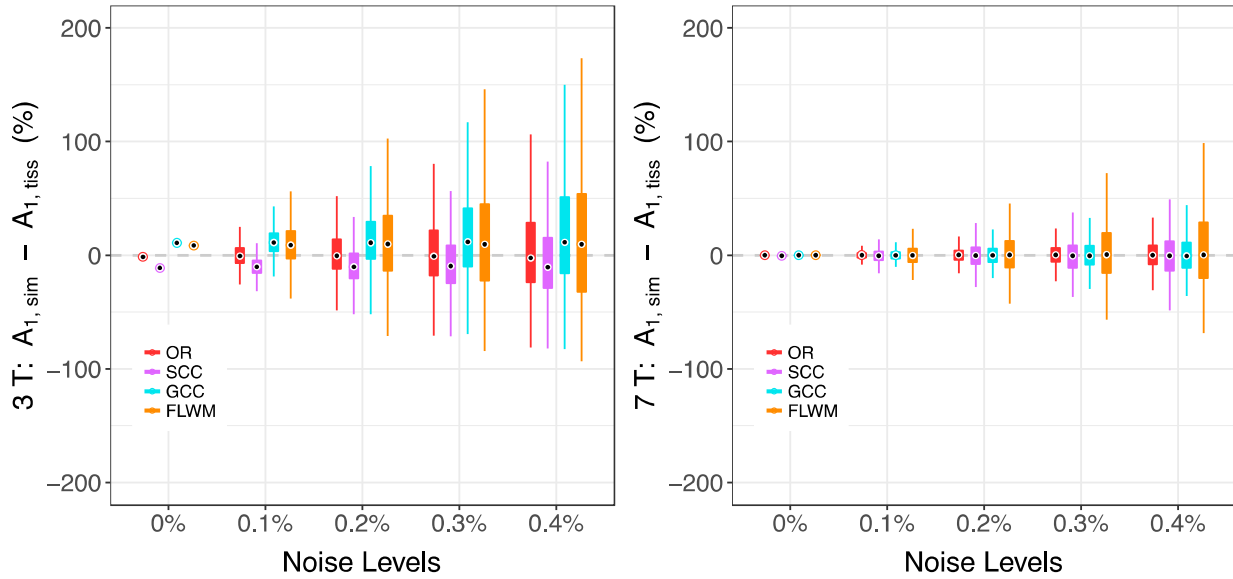 3 T: A1, sim − A1, tiss (%)
200
100
0
−100
−200
OR
SCC
GCC
FLWM
0% 0.1% 0.2% 0.3% 0.4%
Noise Levels
7 T: A1, sim − A1, tiss (%)
200
100
0
−100
−200
OR
SCC
GCC
FLWM
0% 0.1% 0.2% 0.3% 0.4%
Noise Levels